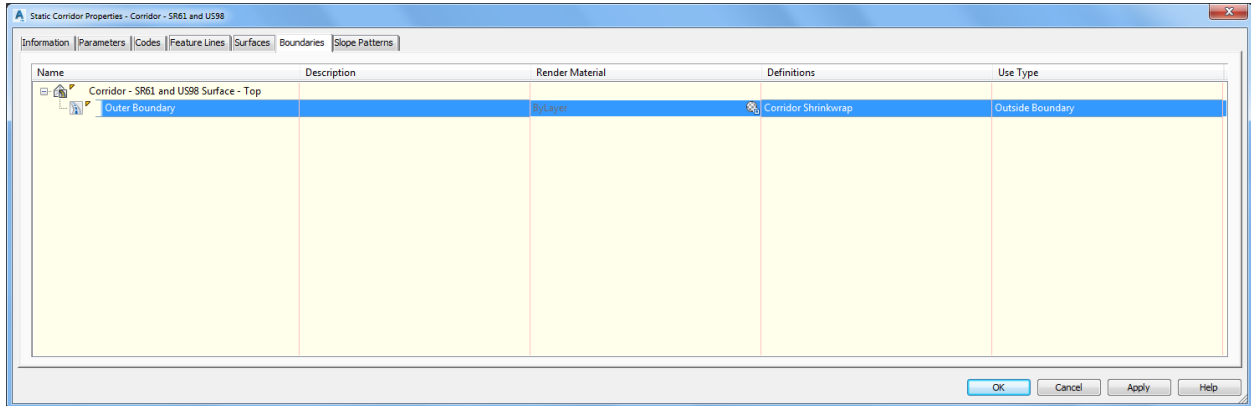 Static Corridor Properties - Corridor - SR61 and US98
Information Parameters Codes Feature Lines Surfaces Boundaries Slope Patterns
Name Description Render Material Definitions Use Type
Corridor - SR61 and US98 Surface - Top
Outer Boundary ByLayer Corridor Shrinkwrap Outside Boundary
OK Cancel Apply Help